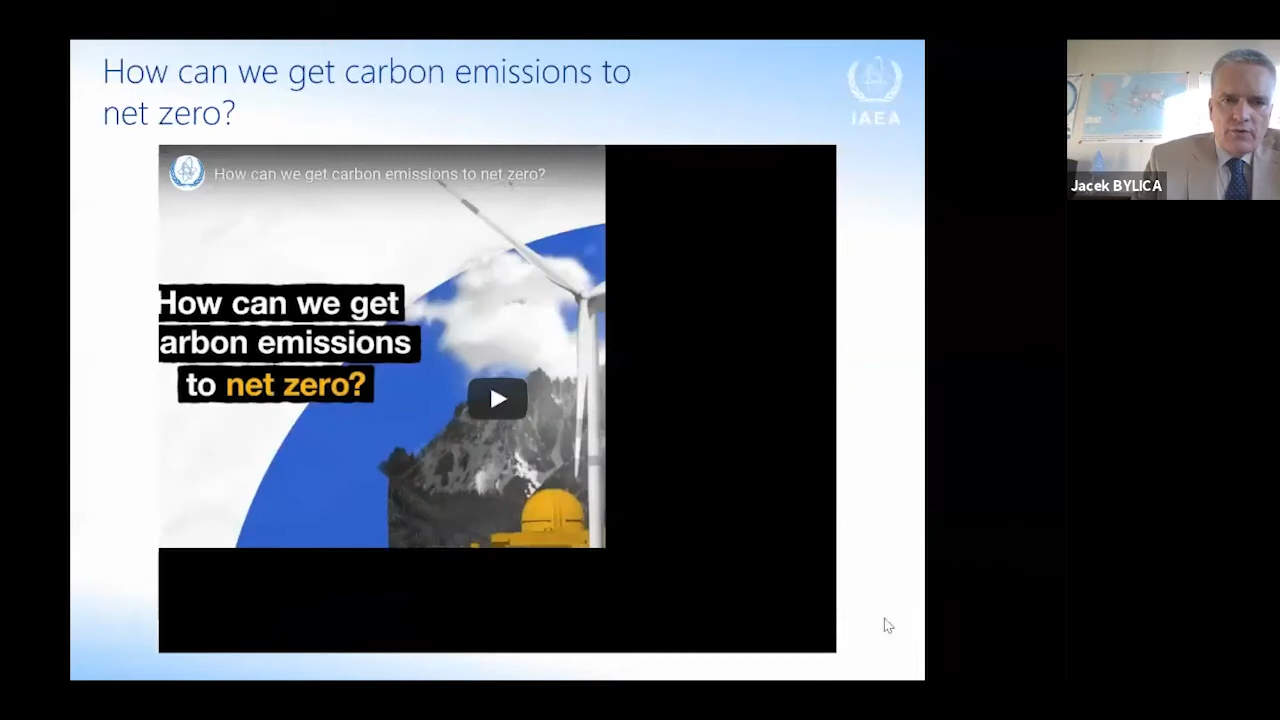 How can we get carbon emissions to
net zero?
IAEA
How can we get carbon emissions to net zero?
How can we get
arbon emissions
to net zero?
Jacek BYLICA